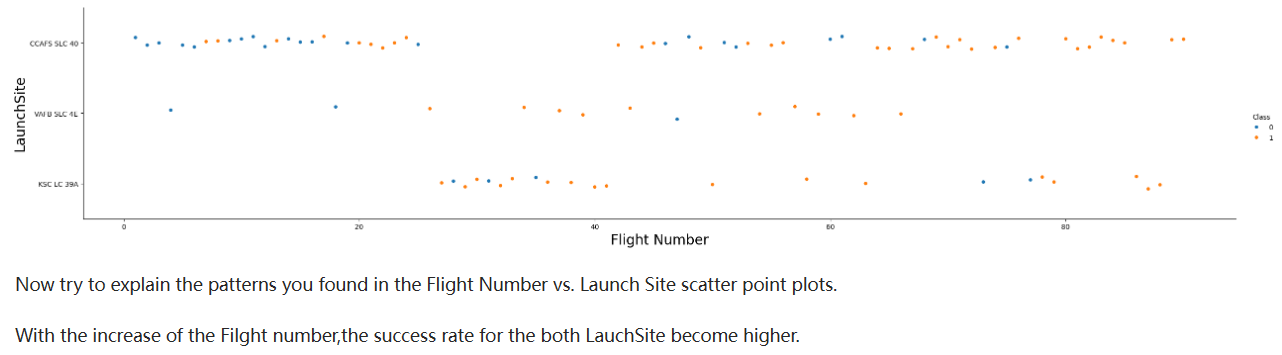 CCAFS SLC 40
VAFB SLC 4E
KSC LC 39A
LaunchSite
0
20
40
60
80
Flight Number
Class
0
1
Now try to explain the patterns you found in the Flight Number vs. Launch Site scatter point plots.
With the increase of the Filght number,the success rate for the both LauchSite become higher.